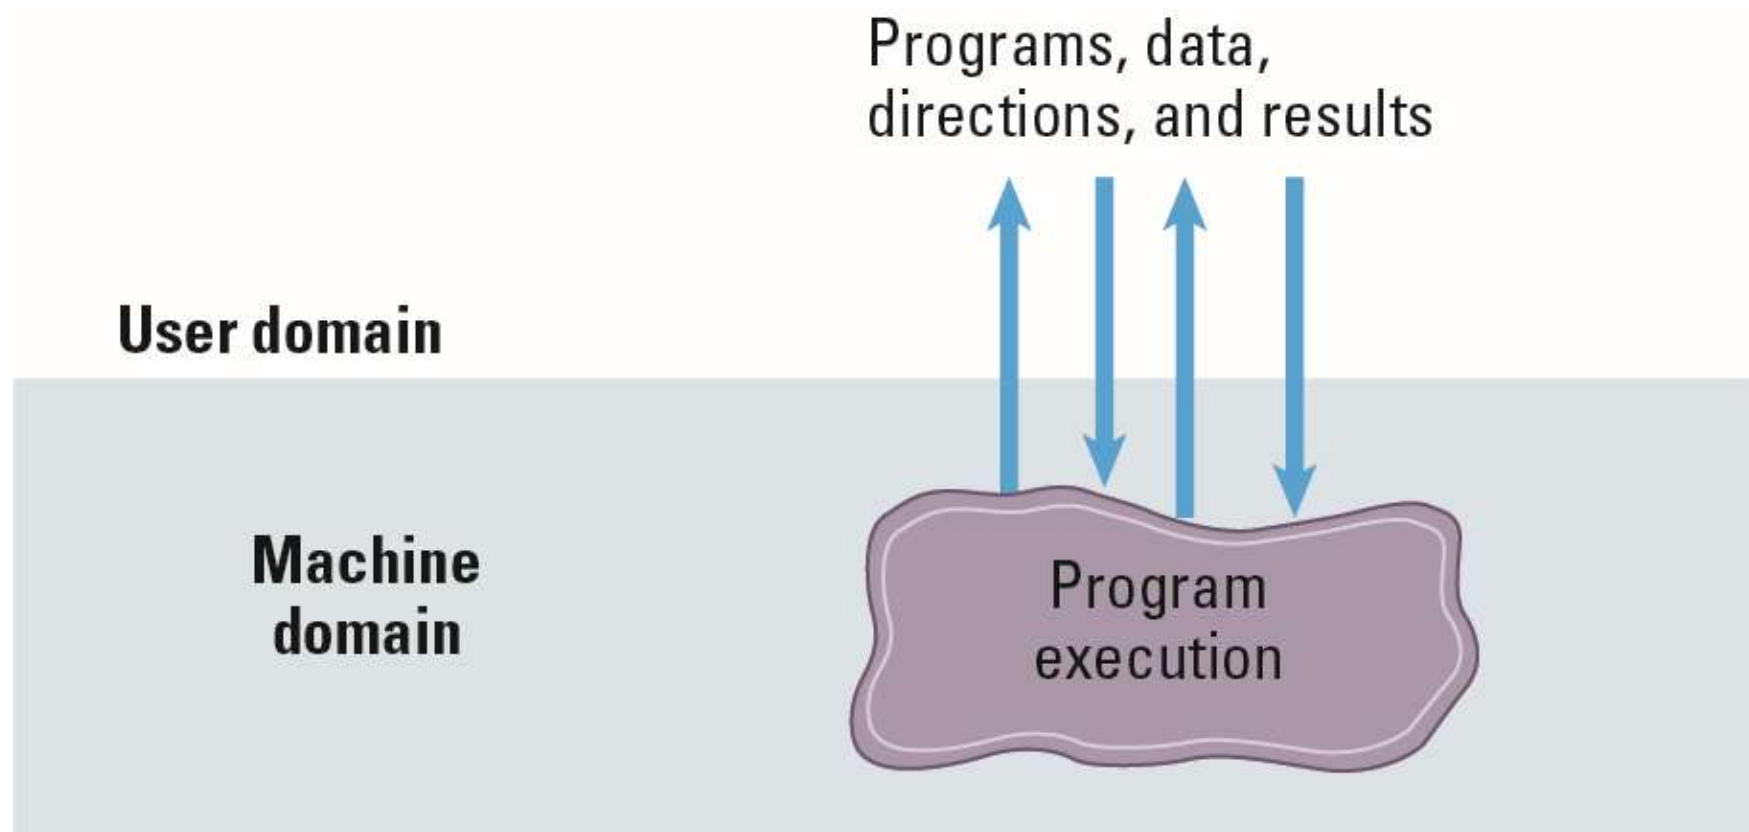 Programs, data,
directions, and results
User domain
Machine
domain
Program
execution